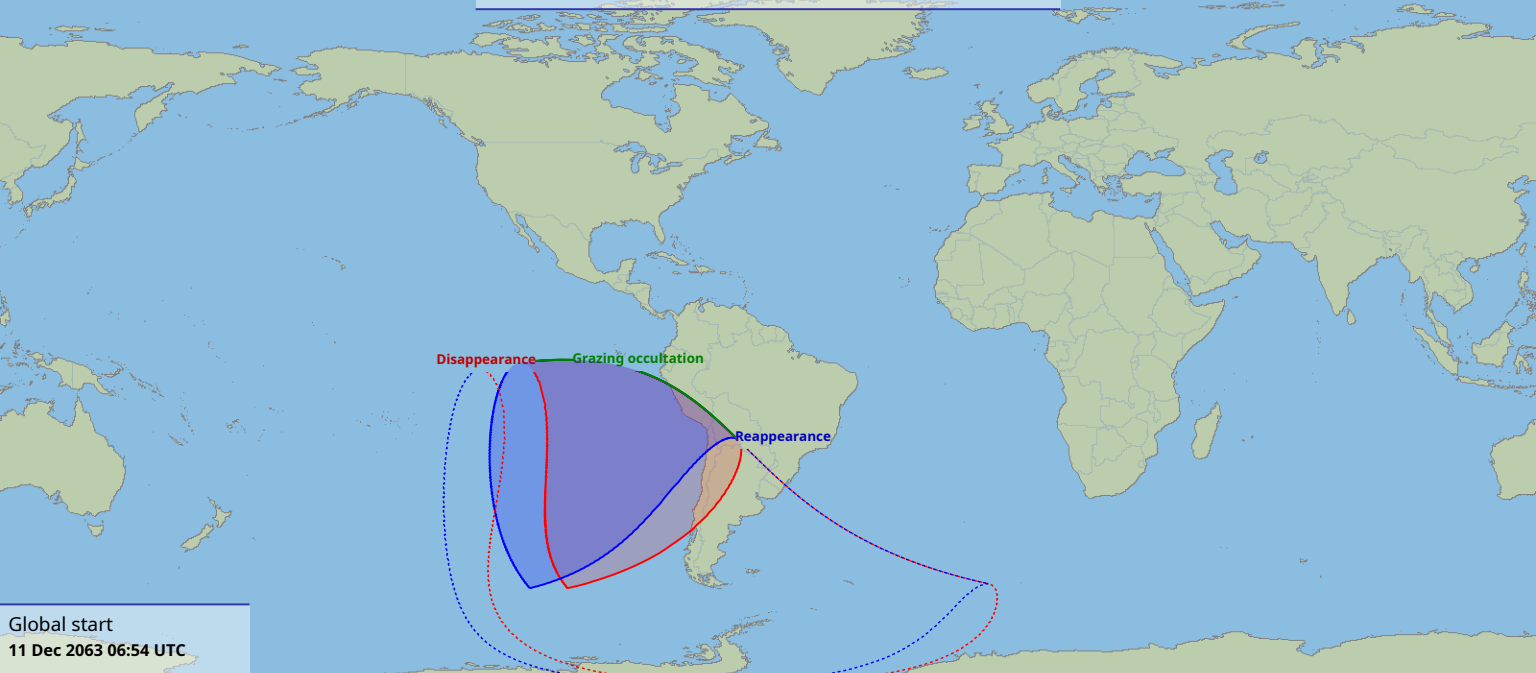 Disappearance
Grazing occultation
Reappearance
Global start
11 Dec 2063 06:54 UTC